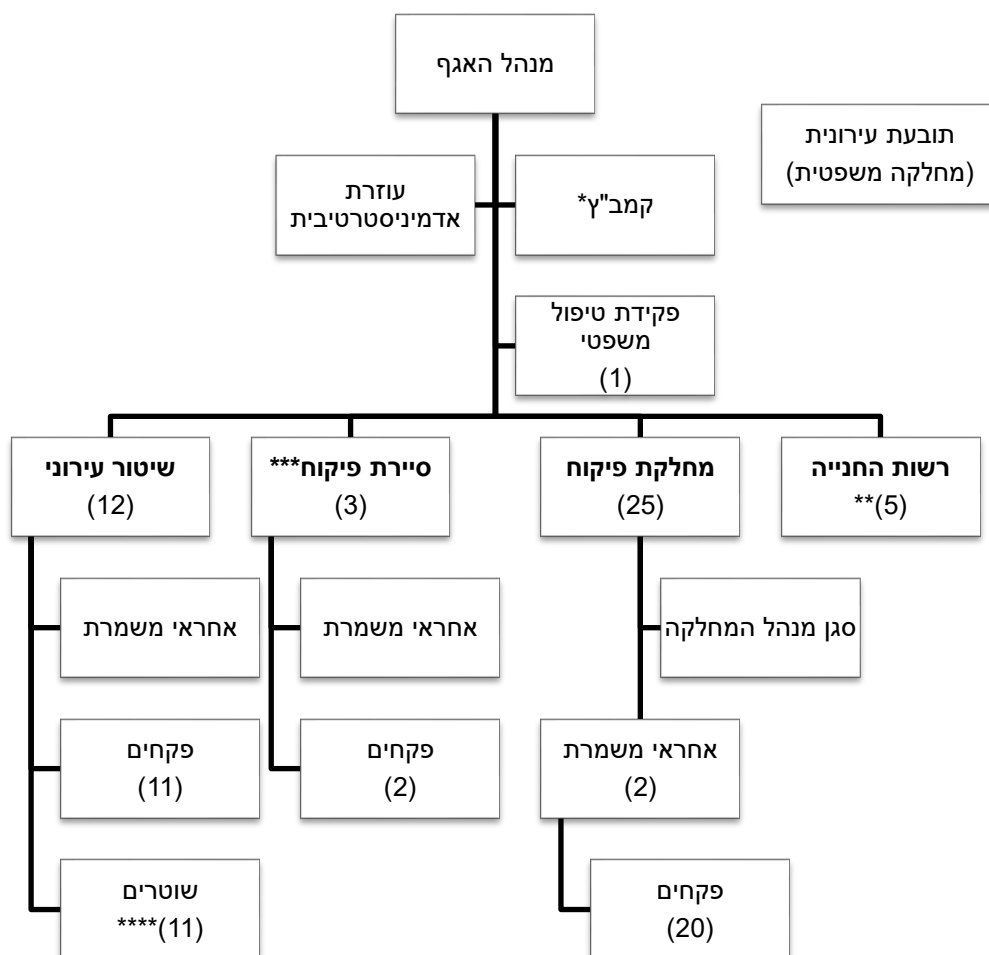 מנהל האגף
תובעת עירונית
(מחלקה משפטית)
קמב"ץ*
עוזרת
אדמיניסטרטיבית
פקידת טיפול
משפטי
(1)
רשות החנייה
(5)**
מחלקת פיקוח
(25)
סיירת פיקוח***
(3)
שיטור עירוני
(12)
סגן מנהל המחלקה
אחראי משמרת
(2)
פקחים
(20)
אחראי משמרת
פקחים
(2)
אחראי משמרת
פקחים
(11)
שוטרים
(11)****